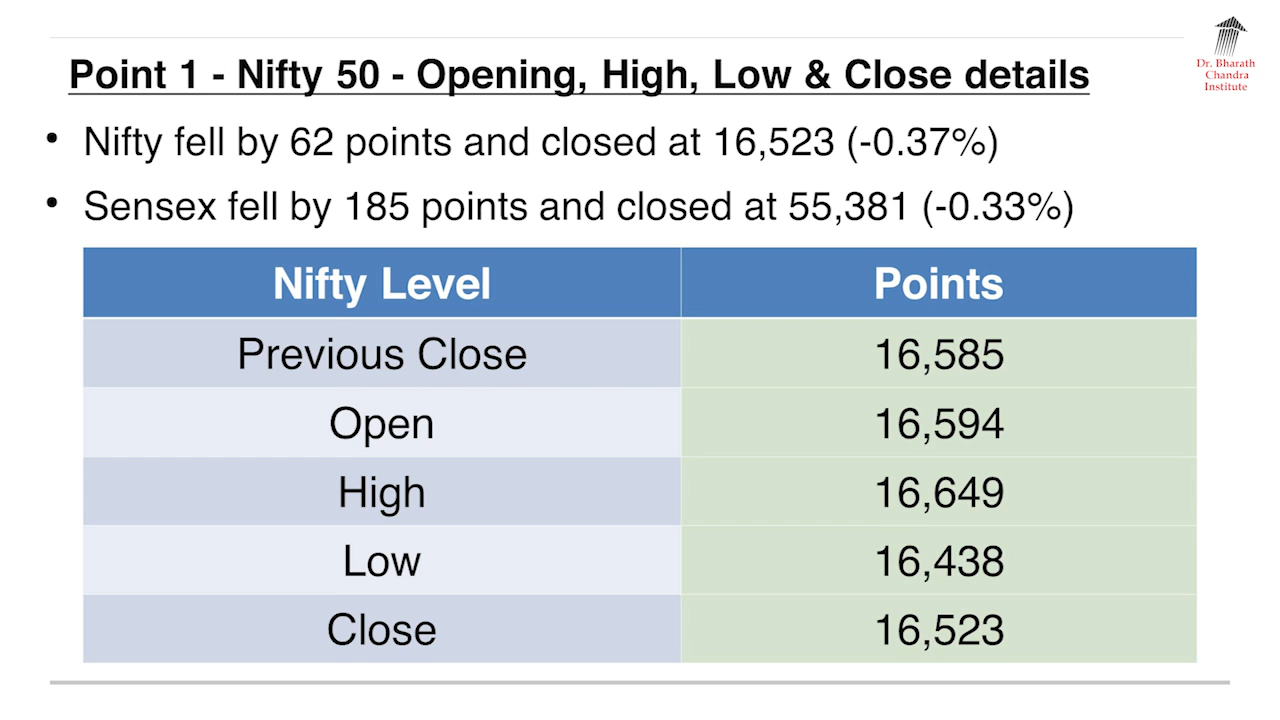 Dr. Bharath
Chandra
Institute
Point 1 - Nifty 50 - Opening, High, Low & Close details
• Nifty fell by 62 points and closed at 16,523 (-0.37%)
• Sensex fell by 185 points and closed at 55,381 (-0.33%)
Nifty Level Points
Previous Close 16,585
Open 16,594
High 16,649
Low 16,438
Close 16,523